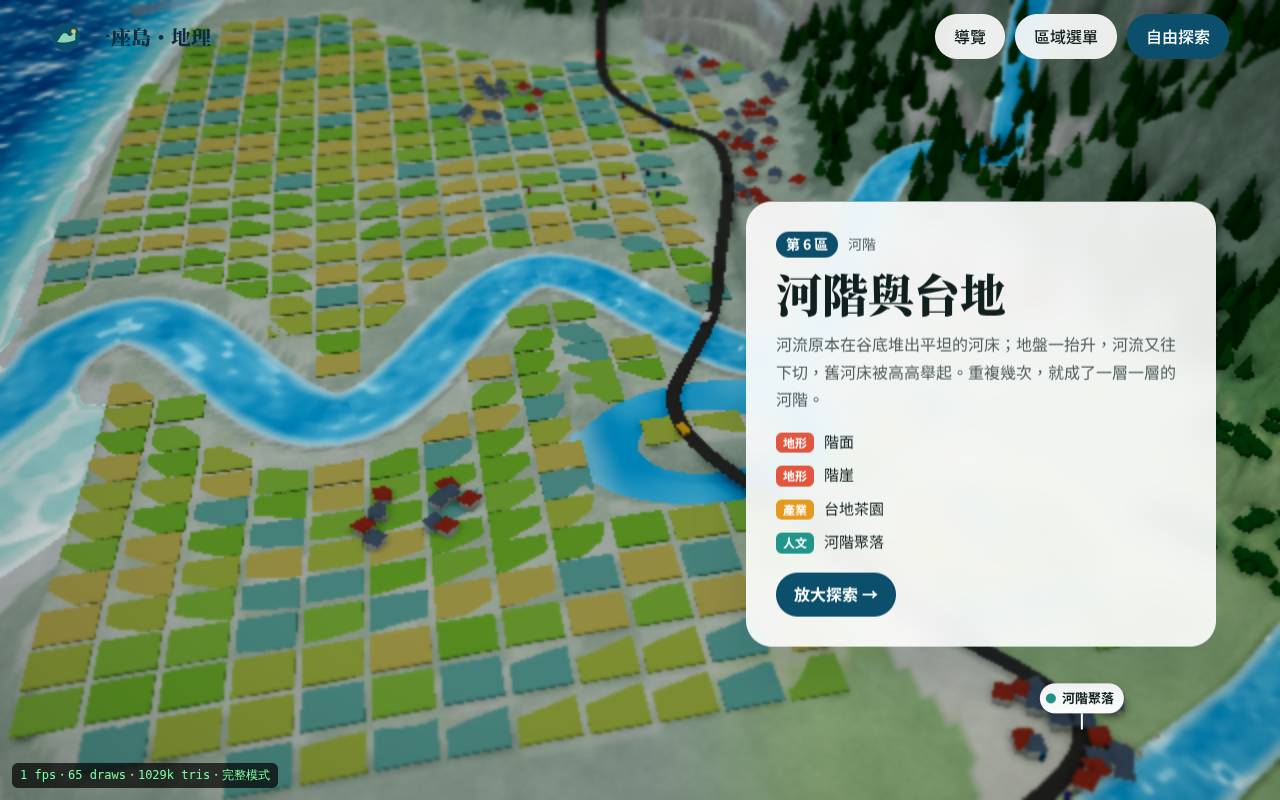 座島・地理
導覽
區域選單
自由探索
第 6 區 河階
河階與台地
河流原本在谷底堆出平坦的河床；地盤一抬升，河流又往
下切，舊河床被高高舉起。重複幾次，就成了一層一層的
河階。
地形 階面
地形 階崖
產業 台地茶園
人文 河階聚落
放大探索 →
河階聚落
1 fps · 65 draws · 1029k tris · 完整模式